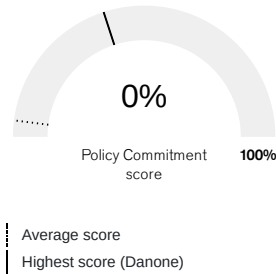 0%
Policy Commitment 100%
score
Average score
Highest score (Danone)